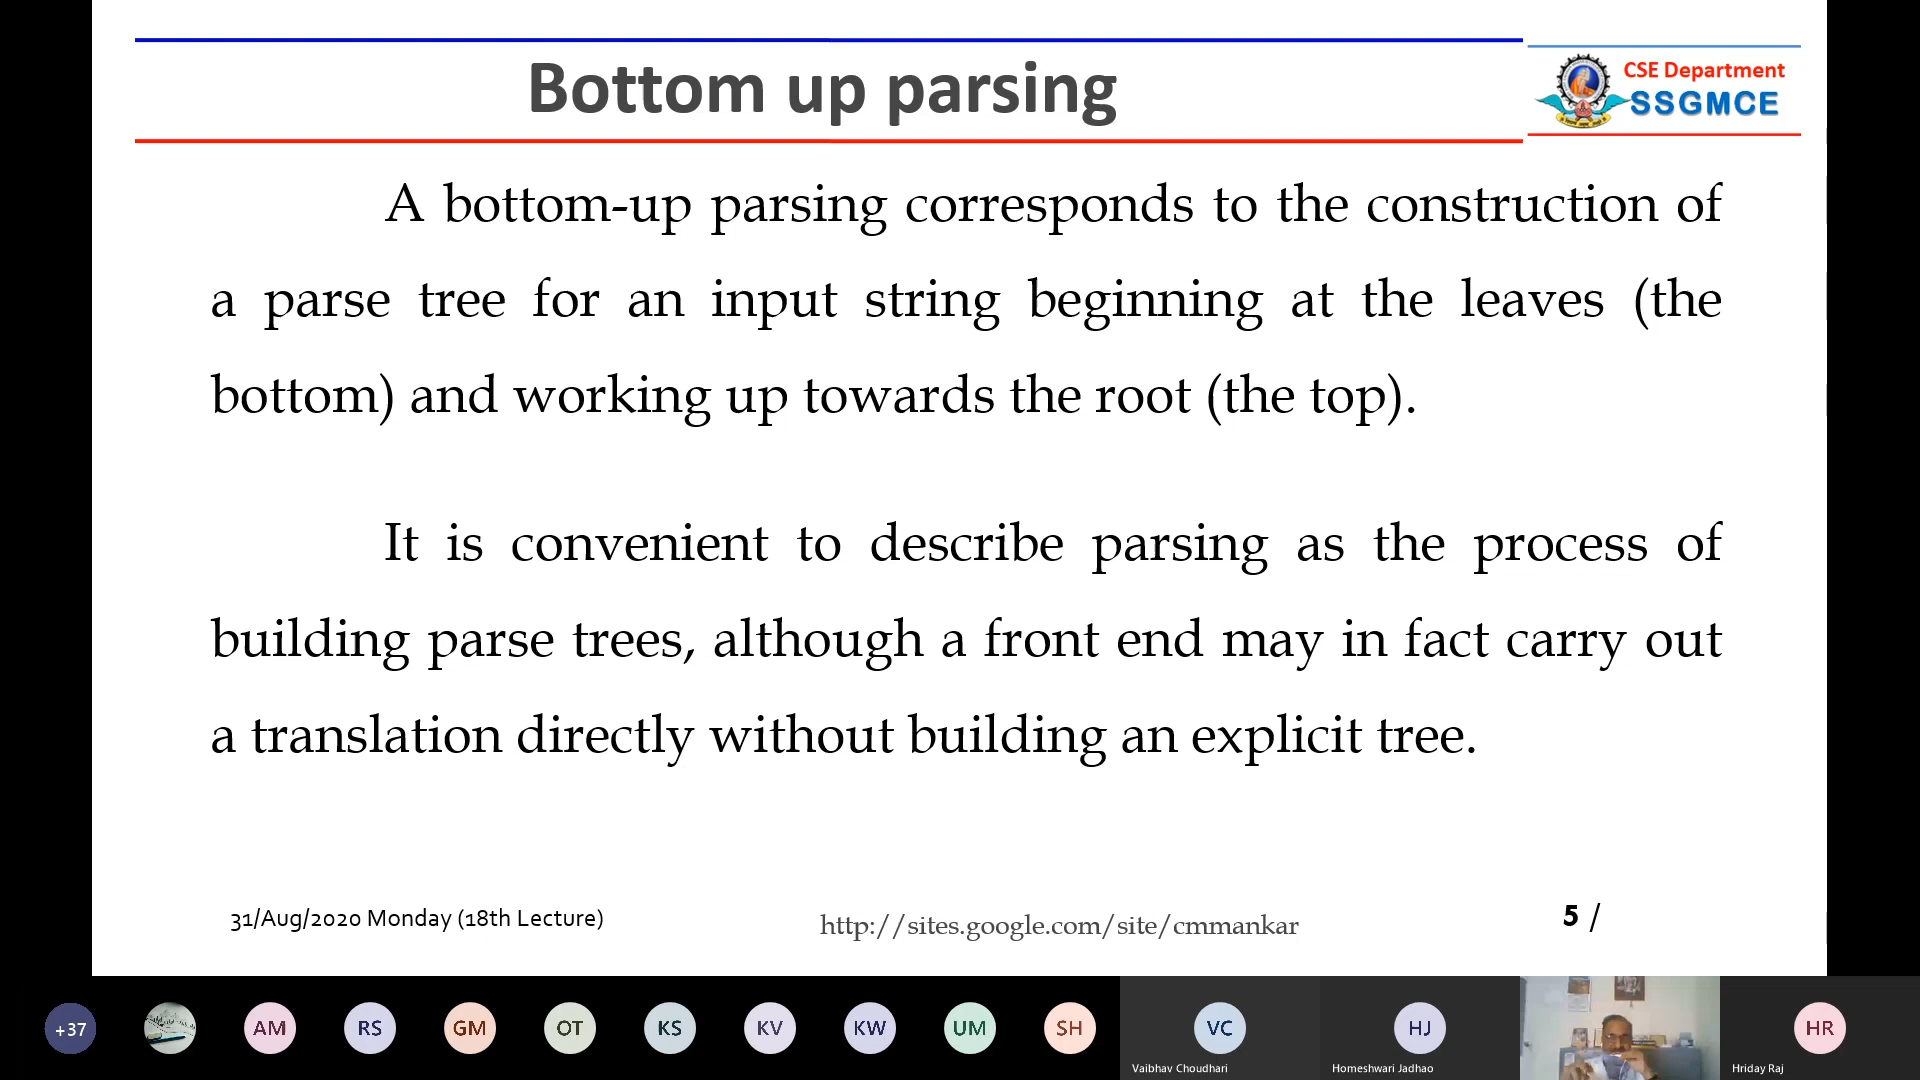 Bottom up parsing
CSE Department
SSGMCE
A bottom-up parsing corresponds to the construction of
a parse tree for an input string beginning at the leaves (the
bottom) and working up towards the root (the top).
It is convenient to describe parsing as the process of
building parse trees, although a front end may in fact carry out
a translation directly without building an explicit tree.
31/Aug/2020 Monday (18th Lecture)
http://sites.google.com/site/cmmankar
5 /
+37
AM
RS
GM
OT
KS
KV
KW
UM
SH
VC
HJ
HR
Vaibhav Choudhari
Homeshwari Jadhao
Hriday Raj